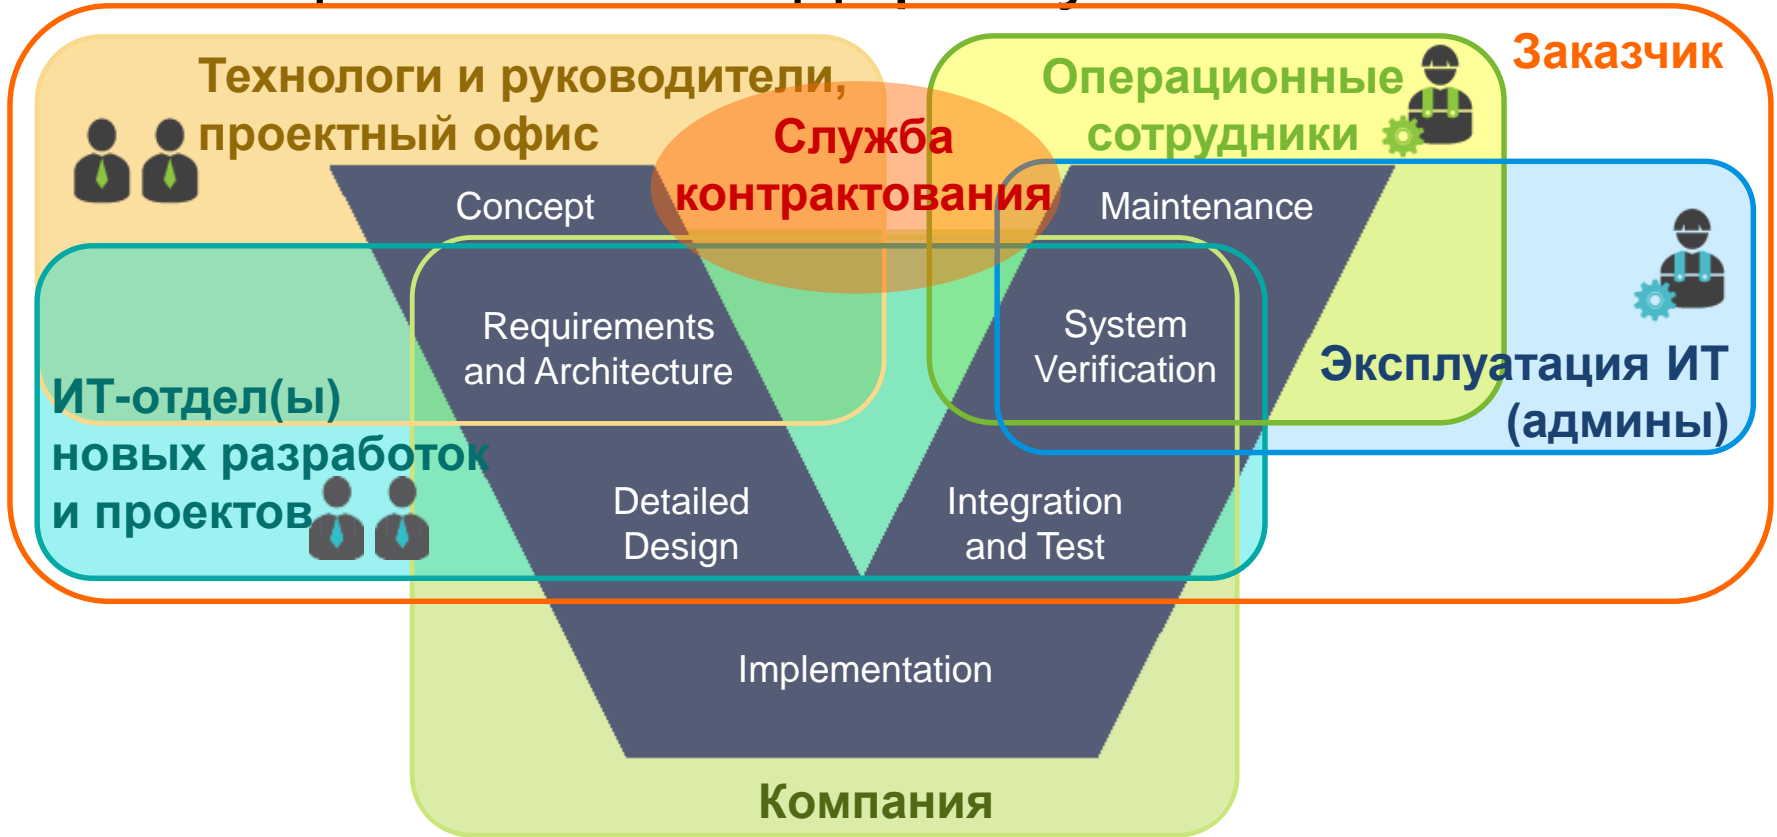 Заказчик
Технологи и руководители,
проектный офис
Операционные
сотрудники
Служба
контрактования
Concept
Maintenance
Requirements
and Architecture
System
Verification
Эксплуатация ИТ
(админы)
ИТ-отдел(ы)
новых разработок
и проектов
Detailed
Design
Integration
and Test
Implementation
Компания